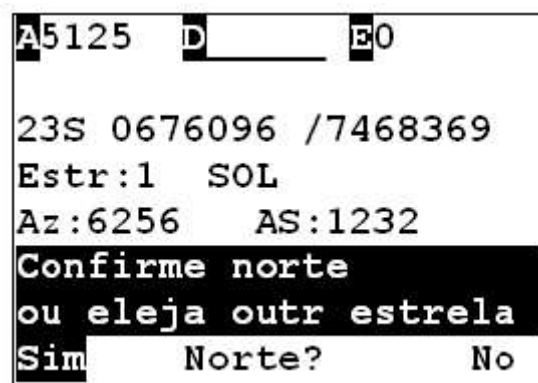 A5125 D______ E0
23S 0676096 /7468369
Estr:1 SOL
Az:6256 AS:1232
Confirme norte
ou eleja outr estrela
Sim Norte? No